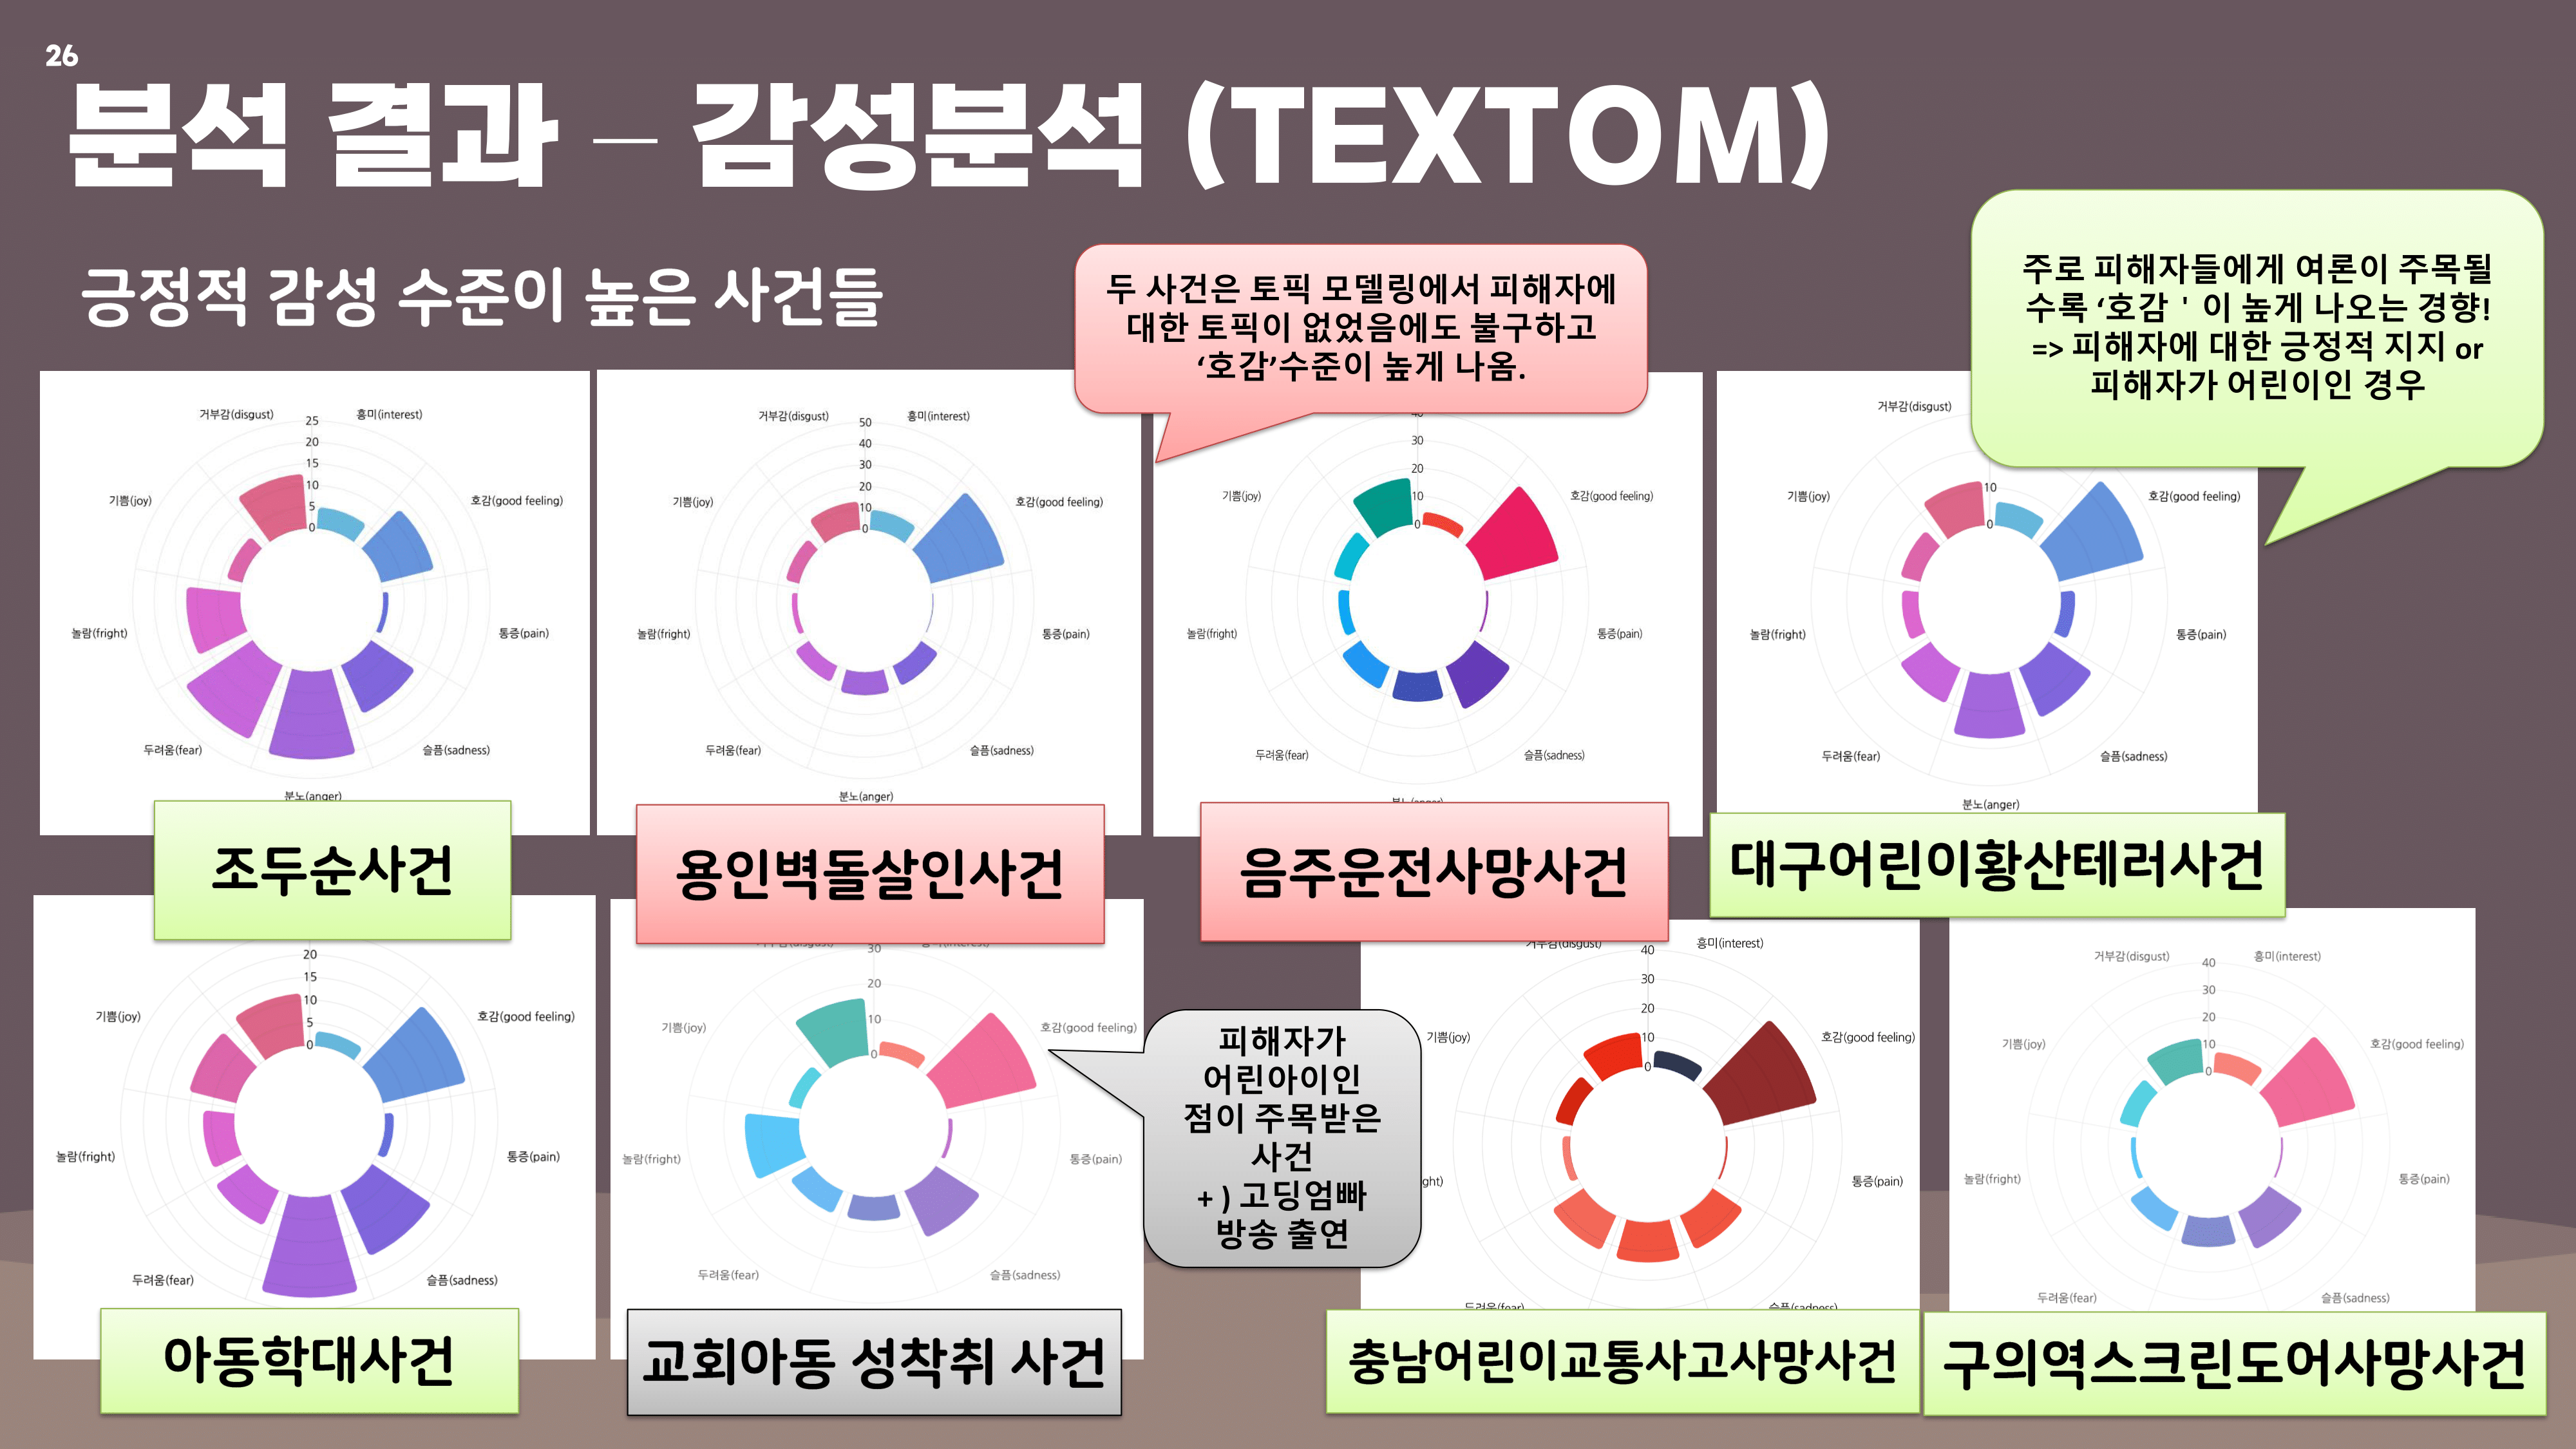 26
분석 결과 – 감성분석 (TEXTOM)
긍정적 감성 수준이 높은 사건들
두 사건은 토픽 모델링에서 피해자에
대한 토픽이 없었음에도 불구하고
‘호감’수준이 높게 나옴.
주로 피해자들에게 여론이 주목될
수록 ‘호감 ' 이 높게 나오는 경향!
=> 피해자에 대한 긍정적 지지 or
피해자가 어린이인 경우
거부감(disgust)
25
흥미(interest)
20
15
10
5
0
기쁨(joy)
호감(good feeling)
놀람(fright)
통증(pain)
두려움(fear)
슬픔(sadness)
분노(anger)
조두순사건
거부감(disgust)
50
흥미(interest)
40
30
20
10
0
기쁨(joy)
호감(good feeling)
놀람(fright)
통증(pain)
두려움(fear)
슬픔(sadness)
분노(anger)
용인벽돌살인사건
40
30
20
10
0
기쁨(joy)
호감(good feeling)
놀람(fright)
통증(pain)
두려움(fear)
슬픔(sadness)
음주운전사망사건
거부감(disgust)
10
0
기쁨(joy)
호감(good feeling)
놀람(fright)
통증(pain)
두려움(fear)
슬픔(sadness)
분노(anger)
대구어린이황산테러사건
20
15
10
5
0
기쁨(joy)
호감(good feeling)
놀람(fright)
통증(pain)
두려움(fear)
슬픔(sadness)
아동학대사건
30
20
10
0
기쁨(joy)
호감(good feeling)
놀람(fright)
통증(pain)
두려움(fear)
슬픔(sadness)
교회아동 성착취 사건
피해자가
어린아이인
점이 주목받은
사건
+ ) 고딩엄빠
방송 출연
거부감(disgust)
40
흥미(interest)
30
20
10
0
기쁨(joy)
호감(good feeling)
ght)
통증(pain)
두려움(fear)
슬픔(sadness)
충남어린이교통사고사망사건
거부감(disgust)
40
흥미(interest)
30
20
10
0
기쁨(joy)
호감(good feeling)
놀람(fright)
통증(pain)
두려움(fear)
슬픔(sadness)
구의역스크린도어사망사건